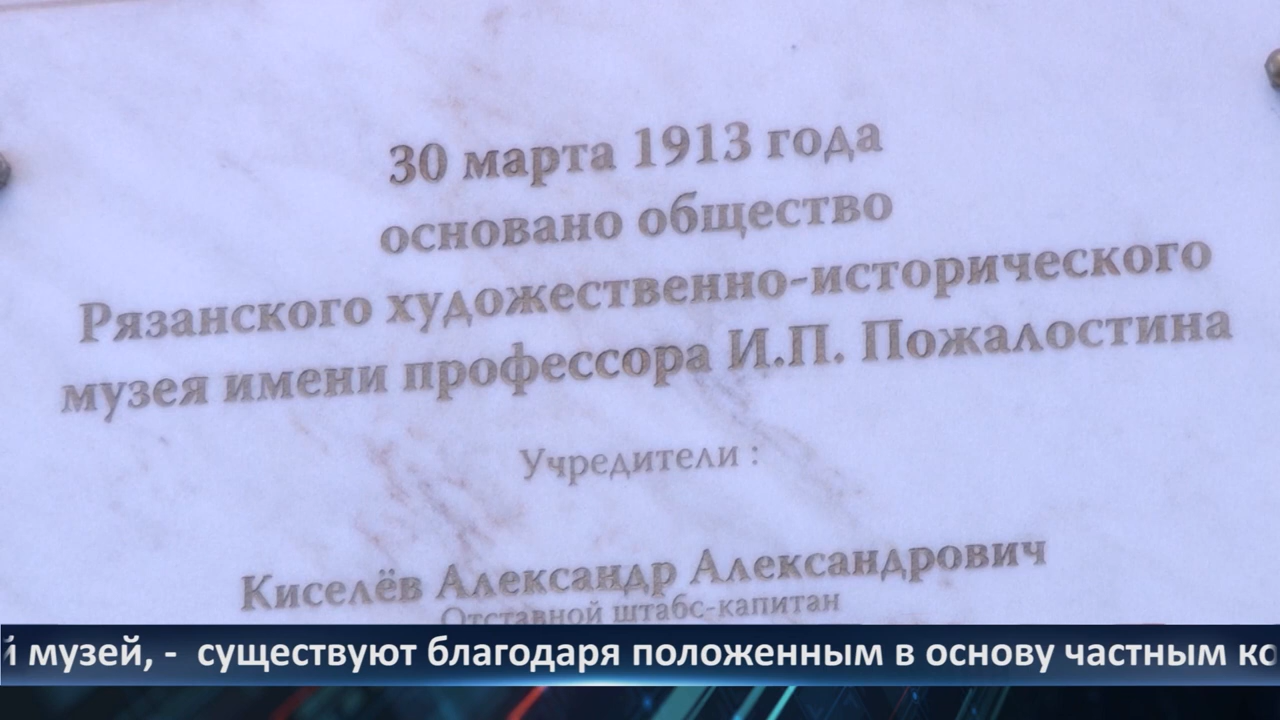 30 марта 1913 года
основано общество
Рязанского художественно-исторического
музея имени профессора И.П. Пожалостина
Учредители :
Киселёв Александр Александрович
Отставной штабс-капитан
й музей, - существуют благодаря положенным в основу частным ко